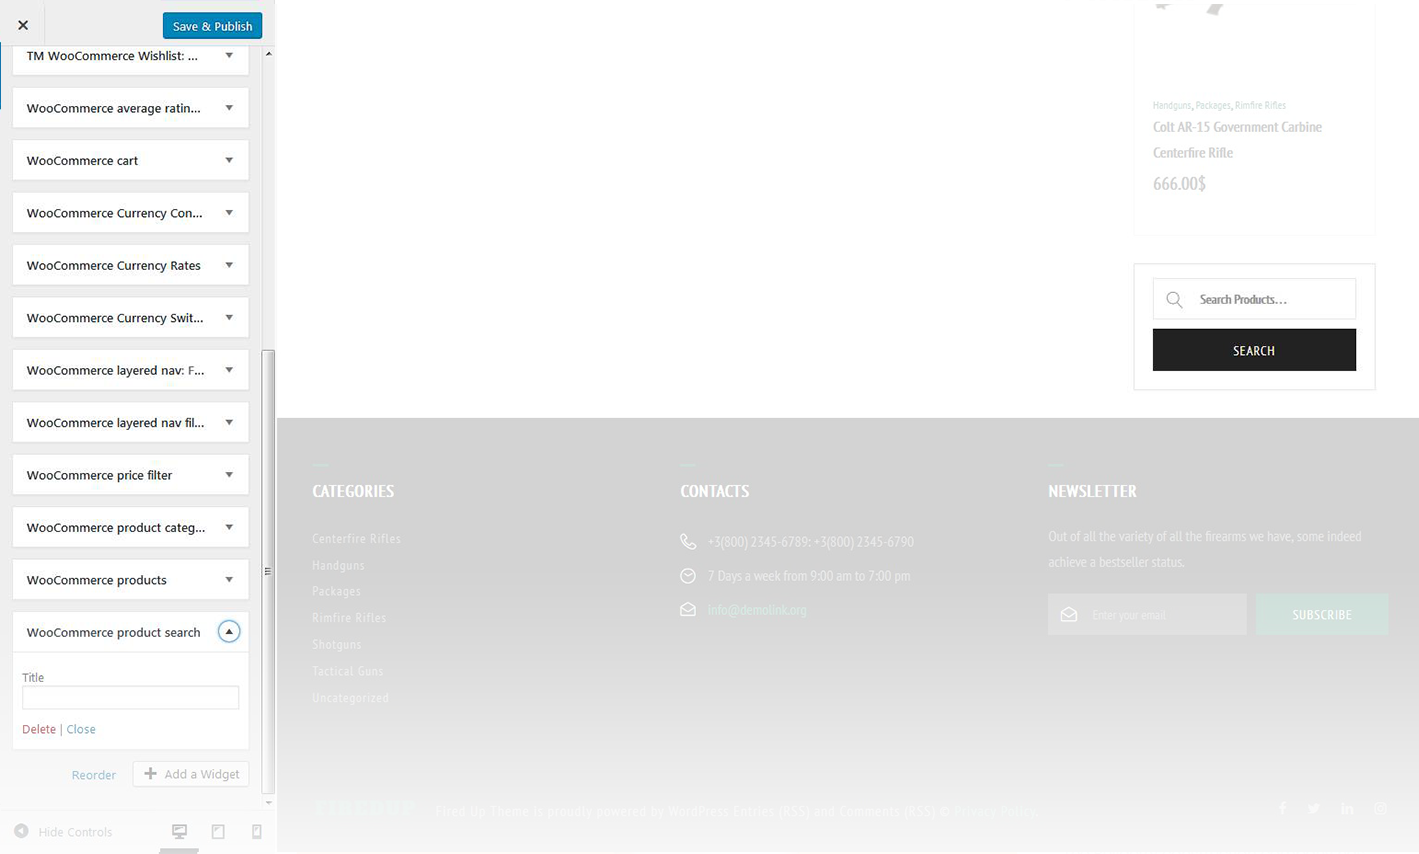 Save & Publish
TM WooCommerce Wishlist: ...
WooCommerce average ratin...
WooCommerce cart
WooCommerce Currency Con...
WooCommerce Currency Rates
WooCommerce Currency Swit...
WooCommerce layered nav: F...
WooCommerce layered nav fil...
WooCommerce price filter
WooCommerce product categ...
WooCommerce products
WooCommerce product search
Title
Delete | Close
Reorder
Add a Widget
Hide Controls
Handguns, Packages, Rimfire Rifles
Colt AR-15 Government Carbine
Centerfire Rifle
666.00$
Search Products...
SEARCH
CATEGORIES
Centerfire Rifles
Handguns
Packages
Rimfire Rifles
Shotguns
Tactical Guns
Uncategorized
CONTACTS
+3(800) 2345-6789; +3(800) 2345-6790
7 Days a week from 9:00 am to 7:00 pm
info@demolink.org
NEWSLETTER
Out of all the variety of all the firearms we have, some indeed
achieve a bestseller status.
Enter your email
SUBSCRIBE
FIREDUP
Fired Up Theme is proudly powered by WordPress Entries (RSS) and Comments (RSS) © Privacy Policy